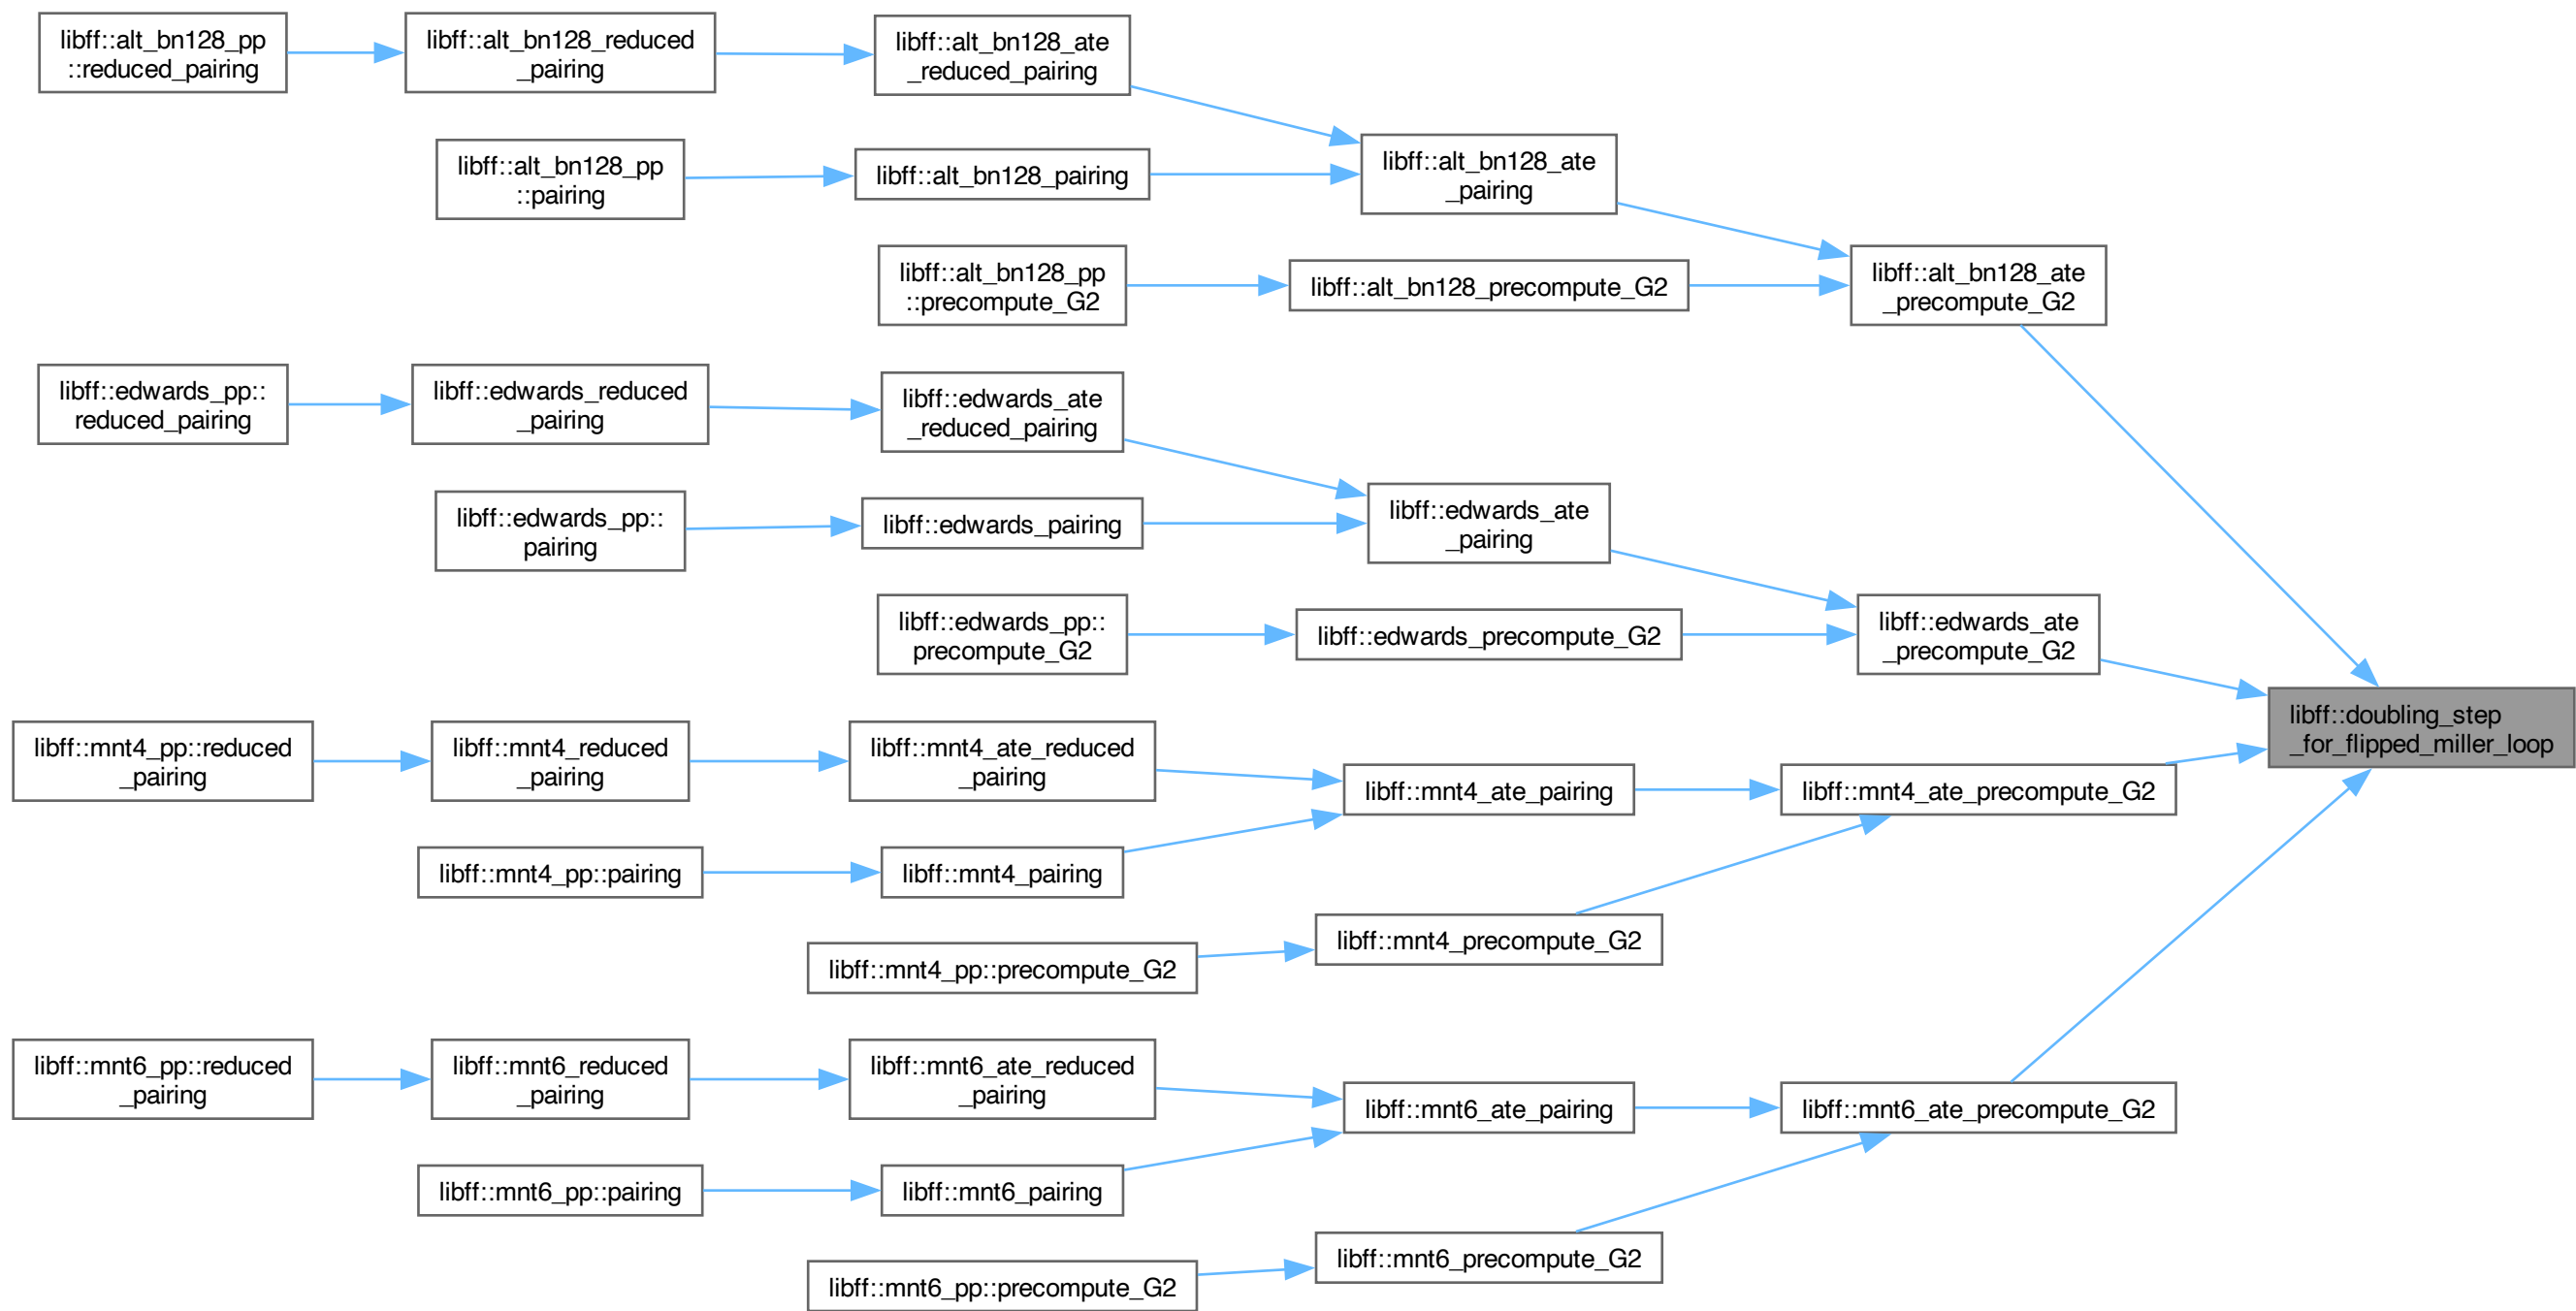 libff::alt_bn128_pp
::reduced_pairing
libff::alt_bn128_reduced
_pairing
libff::alt_bn128_ate
_reduced_pairing
libff::alt_bn128_pp
::pairing
libff::alt_bn128_pairing
libff::alt_bn128_ate
_pairing
libff::alt_bn128_pp
::precompute_G2
libff::alt_bn128_precompute_G2
libff::alt_bn128_ate
_precompute_G2
libff::edwards_pp::
reduced_pairing
libff::edwards_reduced
_pairing
libff::edwards_ate
_reduced_pairing
libff::edwards_pp::
pairing
libff::edwards_pairing
libff::edwards_ate
_pairing
libff::edwards_pp::
precompute_G2
libff::edwards_precompute_G2
libff::edwards_ate
_precompute_G2
libff::doubling_step
_for_flipped_miller_loop
libff::mnt4_pp::reduced
_pairing
libff::mnt4_reduced
_pairing
libff::mnt4_ate_reduced
_pairing
libff::mnt4_ate_pairing
libff::mnt4_ate_precompute_G2
libff::mnt4_pp::pairing
libff::mnt4_pairing
libff::mnt4_precompute_G2
libff::mnt4_pp::precompute_G2
libff::mnt6_pp::reduced
_pairing
libff::mnt6_reduced
_pairing
libff::mnt6_ate_reduced
_pairing
libff::mnt6_ate_pairing
libff::mnt6_ate_precompute_G2
libff::mnt6_pp::pairing
libff::mnt6_pairing
libff::mnt6_precompute_G2
libff::mnt6_pp::precompute_G2